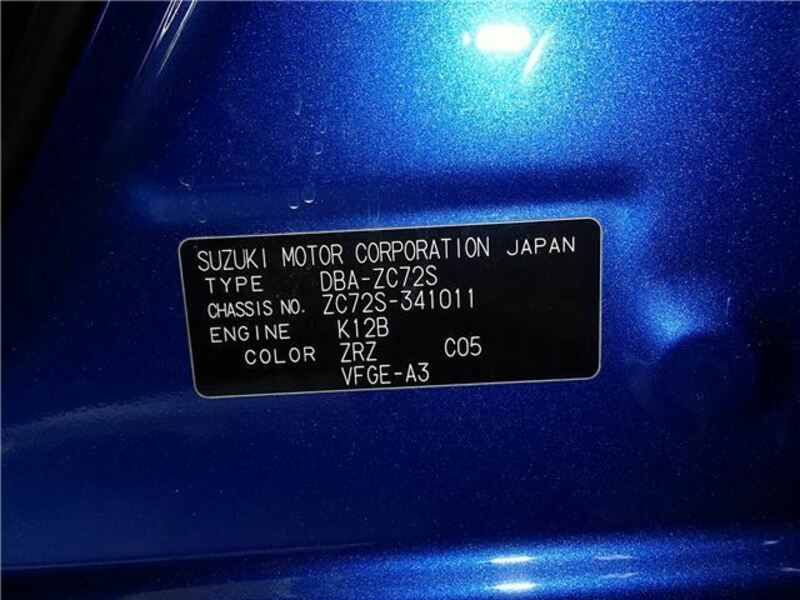 SUZUKI MOTOR CORPORATION JAPAN
TYPE DBA-ZC72S
CHASSIS NO. ZC72S-341011
ENGINE K12B
COLOR ZRZ C05
VFGE-A3